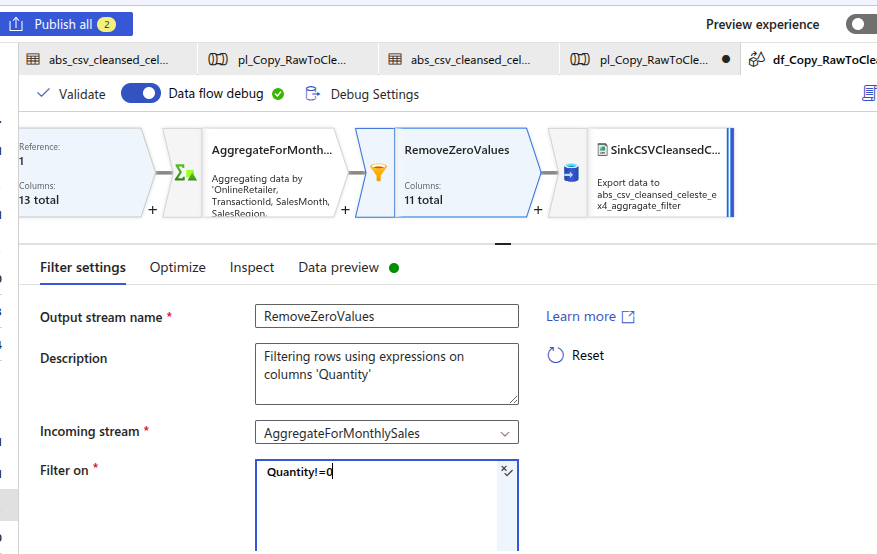 Publish all 2
Preview experience
abs_csv_cleansed_cel...
pl_Copy_RawToCle...
abs_csv_cleansed_cel...
pl_Copy_RawToCle...
df_Copy_RawToClea
Validate
Data flow debug
Debug Settings
Reference:
1
Columns:
13 total
+
AggregateForMonth...
Aggregating data by
'OnlineRetailer,
TransactionId, SalesMonth,
SalesRegion,
+
RemoveZeroValues
Columns:
11 total
+
SinkCSVCleansedC...
Export data to
abs_csv_cleansed_celeste_e
x4_aggragate_filter
Filter settings
Optimize
Inspect
Data preview
Output stream name *
RemoveZeroValues
Learn more
Description
Filtering rows using expressions on
columns 'Quantity'
Reset
Incoming stream *
AggregateForMonthlySales
Filter on *
Quantity!=0